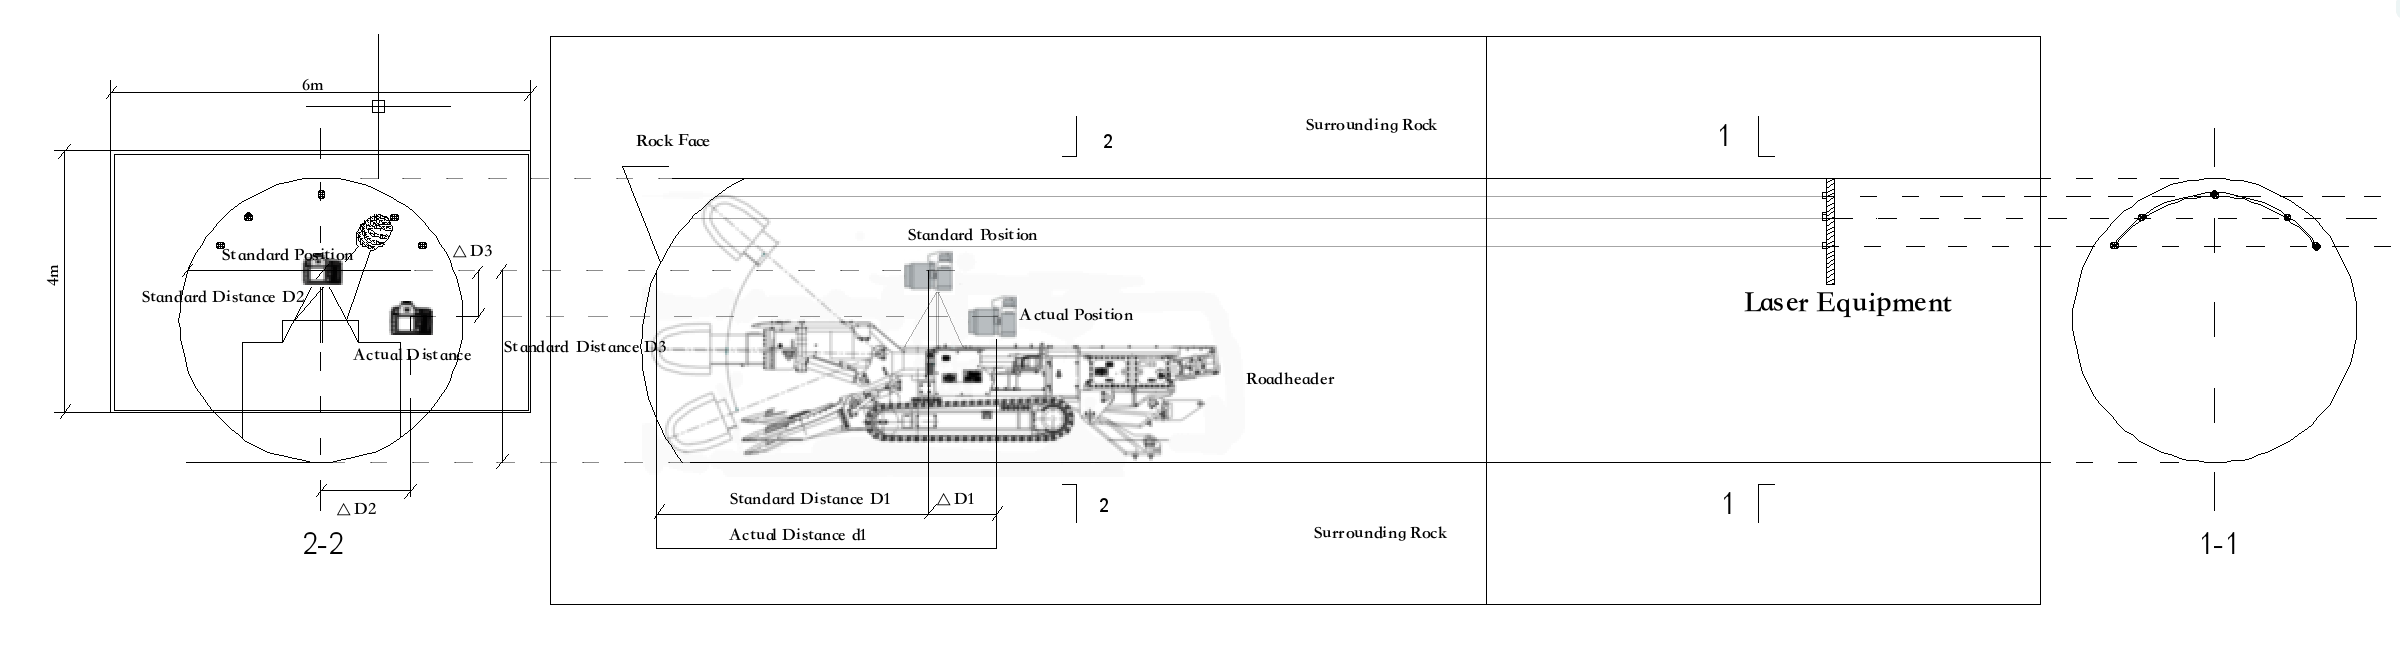 6m
4m
Standard Position
△D3
Standard Distance D2
Actual Distance
Standard Distance D3
△D2
2-2
Rock Face
2
Surrounding Rock
1
Standard Position
Actual Position
Laser Equipment
Roadheader
Standard Distance D1
△D1
Actual Distance d1
2
Surrounding Rock
1
1-1